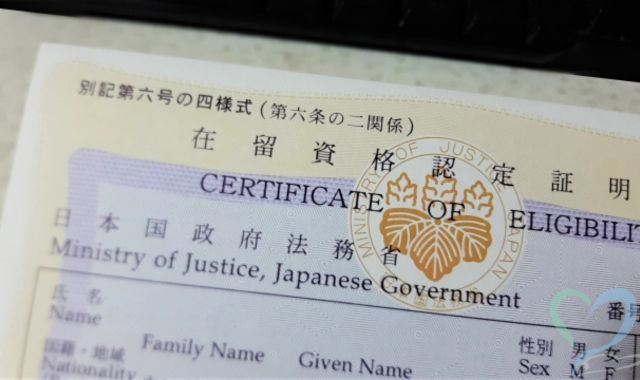 別記第六号の四様式(第六条の二関係)
在留資格認定証明
CERTIFICATE OF ELIGIBILIT
日本国政府法務省
Ministry of Justice, Japanese Government
MINISTRY OF JUSTICE JAPAN
氏名 番号
Name
Family Name Given Name
性別 男 女
Sex M F
国籍・地域
Nationality